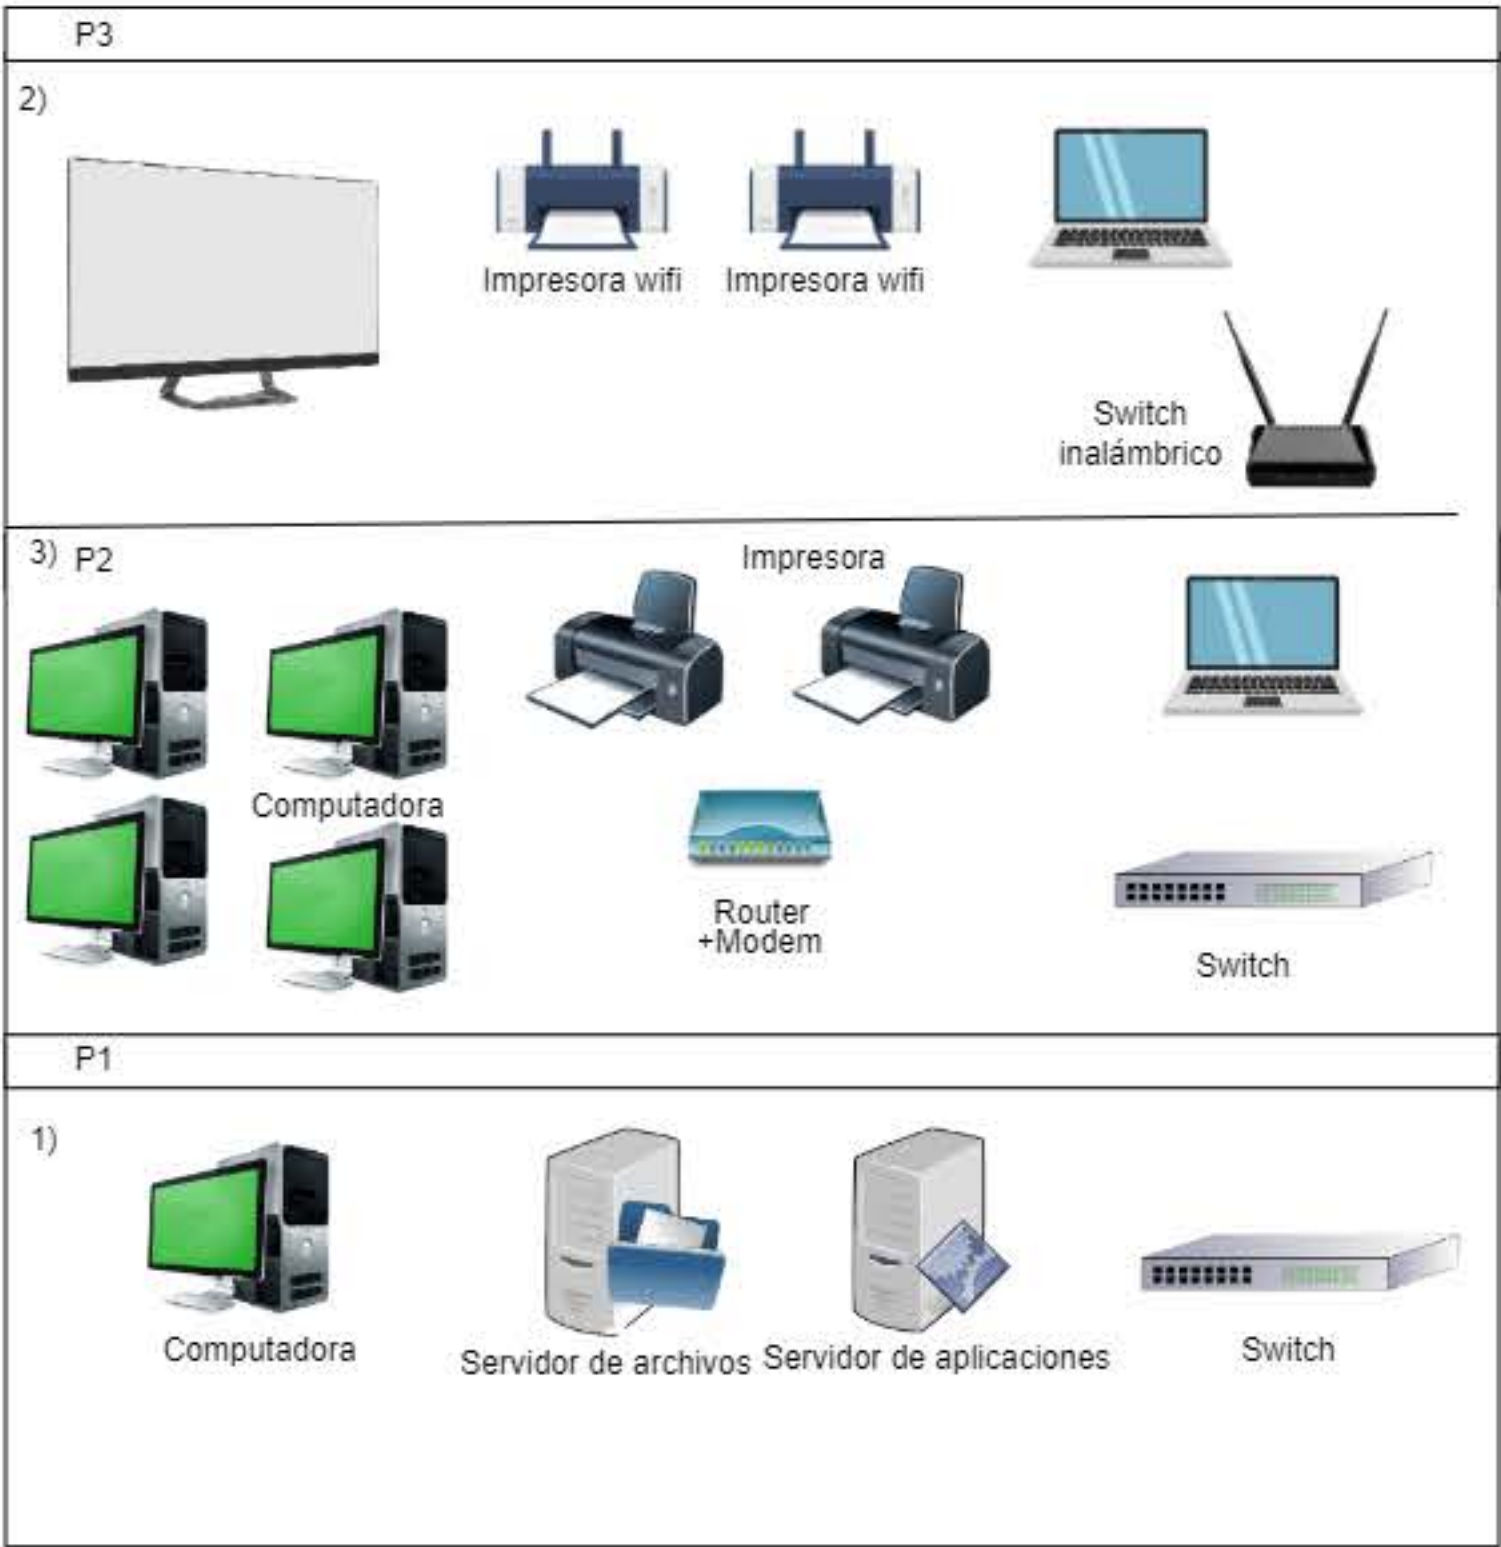 P3
2)
Impresora wifi
Impresora wifi
Switch
inalámbrico
3)
P2
Impresora
Computadora
Router
+Modem
Switch
P1
1)
Computadora
Servidor de archivos
Servidor de aplicaciones
Switch